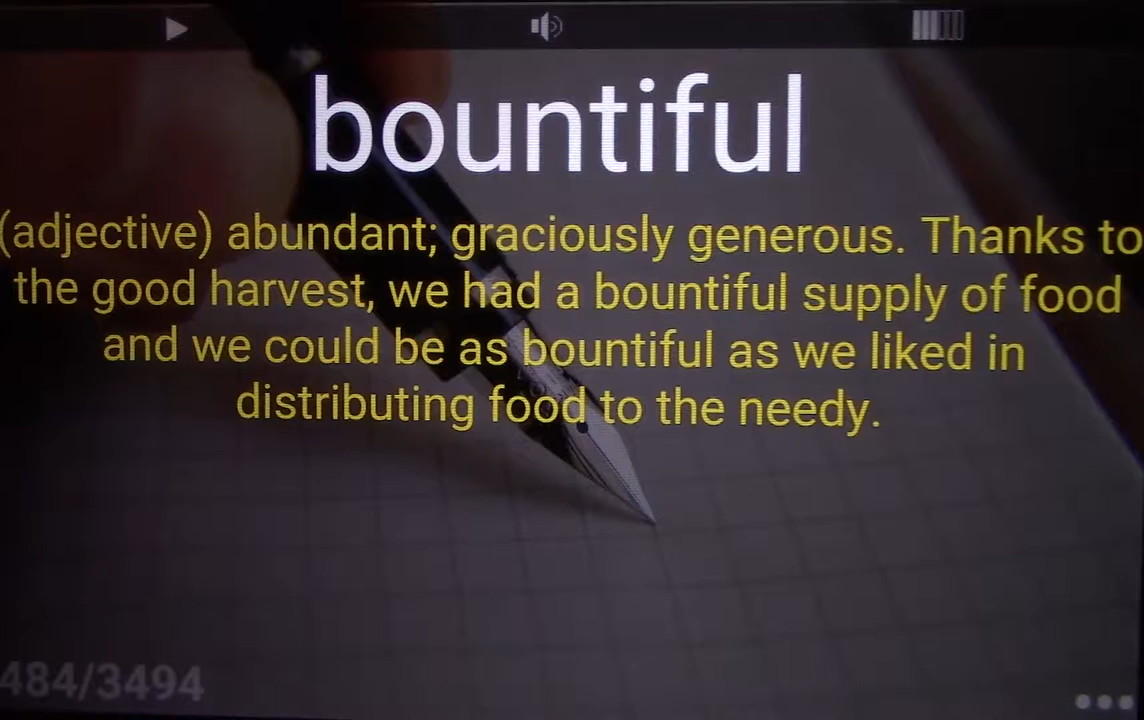 bountiful
(adjective) abundant; graciously generous. Thanks to
the good harvest, we had a bountiful supply of food
and we could be as bountiful as we liked in
distributing food to the needy.
484/3494